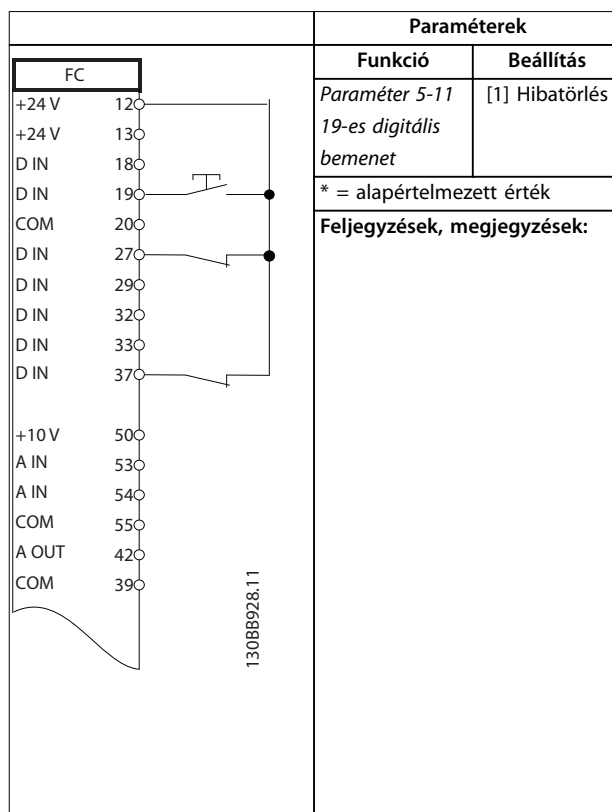 Paraméterek
Funkció Beállítás
Paraméter 5-11 [1] Hibatörlés
19-es digitális
bemenet
* = alapértelmezett érték
Feljegyzések, megjegyzések:
FC
+24 V 12
+24 V 13
D IN 18
D IN 19
COM 20
D IN 27
D IN 29
D IN 32
D IN 33
D IN 37
+10 V 50
A IN 53
A IN 54
COM 55
A OUT 42
COM 39
130BB928.11